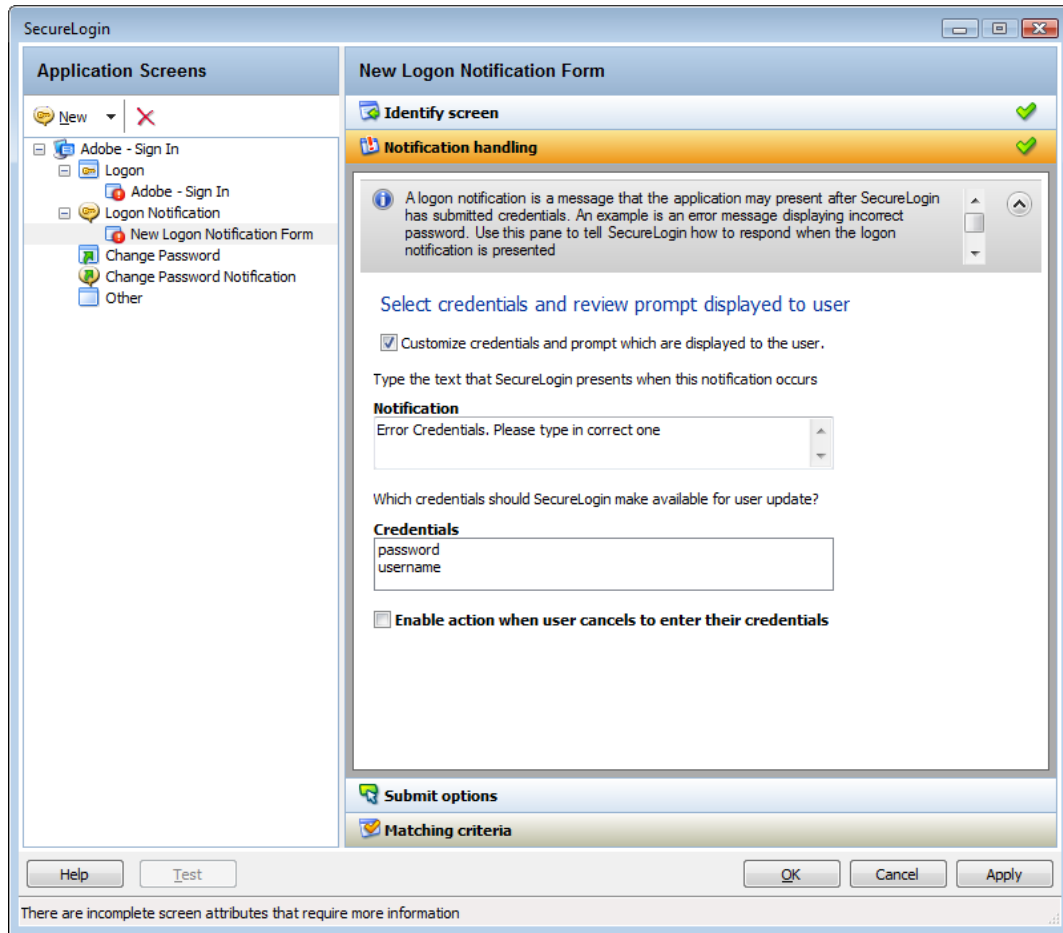 SecureLogin
Application Screens
New
Adobe - Sign In
Logon
Adobe - Sign In
Logon Notification
New Logon Notification Form
Change Password
Change Password Notification
Other
New Logon Notification Form
Identify screen
Notification handling
A logon notification is a message that the application may present after SecureLogin
has submitted credentials. An example is an error message displaying incorrect
password. Use this pane to tell SecureLogin how to respond when the logon
notification is presented
Select credentials and review prompt displayed to user
Customize credentials and prompt which are displayed to the user.
Type the text that SecureLogin presents when this notification occurs
Notification
Error Credentials. Please type in correct one
Which credentials should SecureLogin make available for user update?
Credentials
password
username
Enable action when user cancels to enter their credentials
Submit options
Matching criteria
Help
Test
OK
Cancel
Apply
There are incomplete screen attributes that require more information